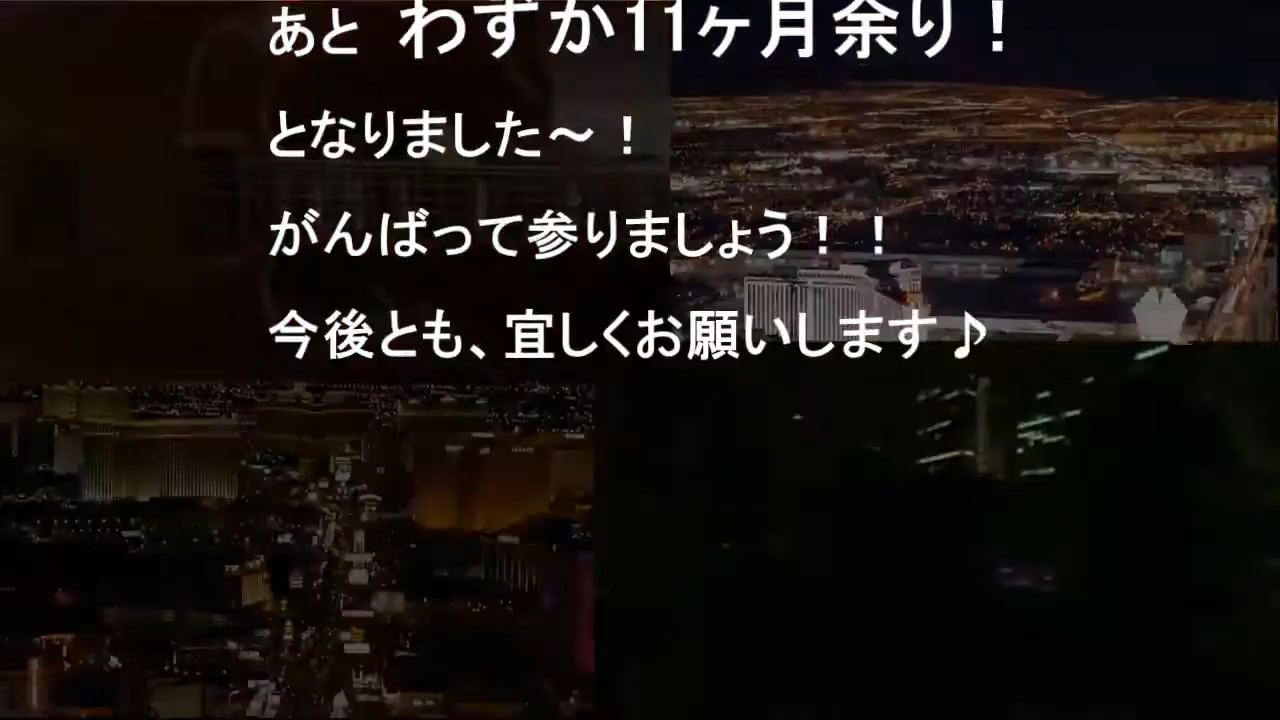 あと わずか11ヶ月余り！
となりました～！
がんばって参りましょう！！
今後とも、宜しくお願いします♪